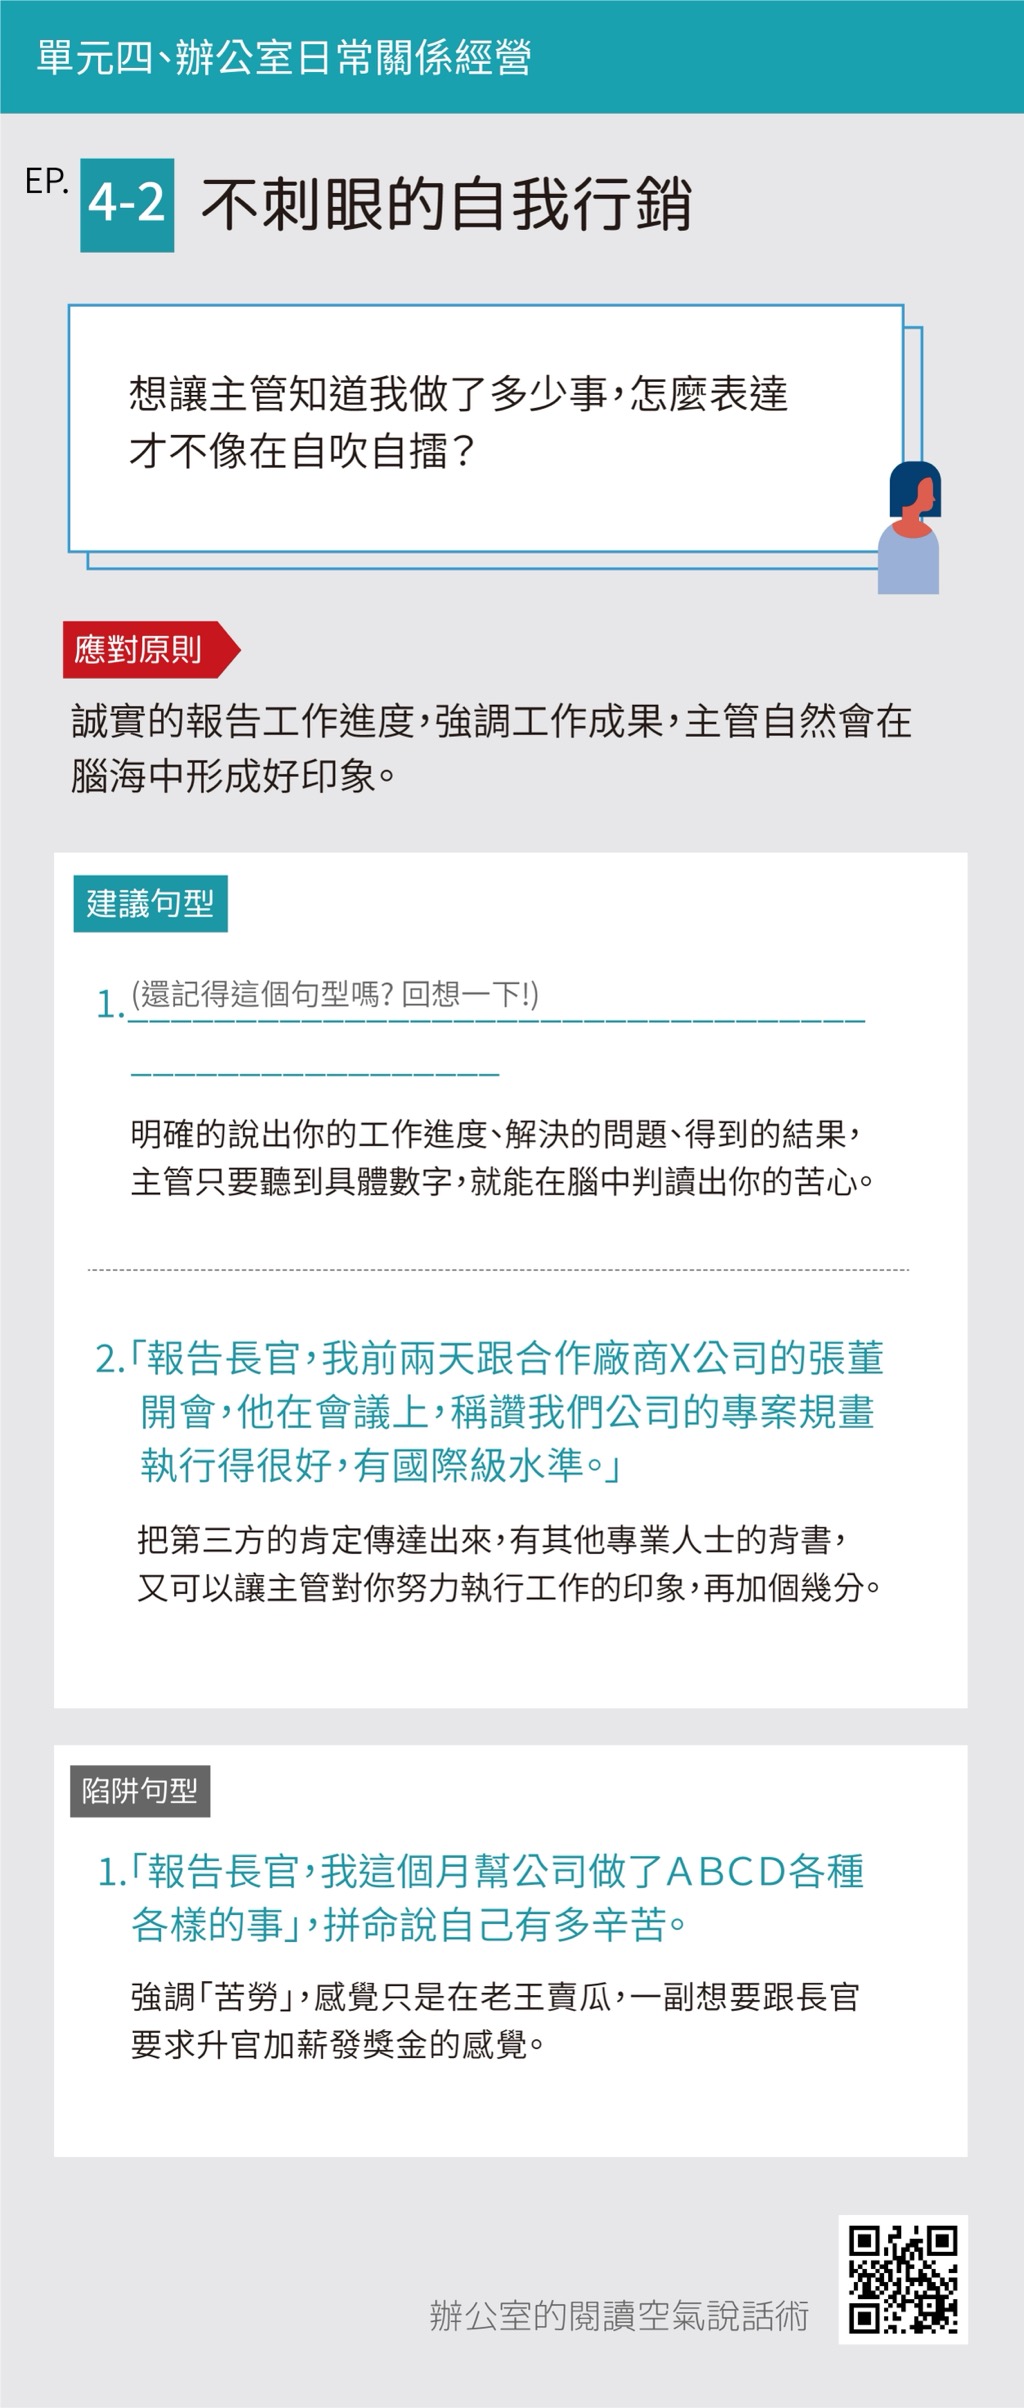 單元四、辦公室日常關係經營
EP. 4-2 不刺眼的自我行銷
想讓主管知道我做了多少事,怎麼表達
才不像在自吹自擂?
應對原則
誠實的報告工作進度,強調工作成果,主管自然會在
腦海中形成好印象。
建議句型
1.(還記得這個句型嗎? 回想一下!)
明確的說出你的工作進度、解決的問題、得到的結果,
主管只要聽到具體數字,就能在腦中判讀出你的苦心。
2.「報告長官,我前兩天跟合作廠商X公司的張董
開會,他在會議上,稱讚我們公司的專案規畫
執行得很好,有國際級水準。」
把第三方的肯定傳達出來,有其他專業人士的背書,
又可以讓主管對你努力執行工作的印象,再加個幾分。
陷阱句型
1.「報告長官,我這個月幫公司做了ABCD各種
各樣的事」,拼命說自己有多辛苦。
強調「苦勞」,感覺只是在老王賣瓜,一副想要跟長官
要求升官加薪發獎金的感覺。
辦公室的閱讀空氣說話術